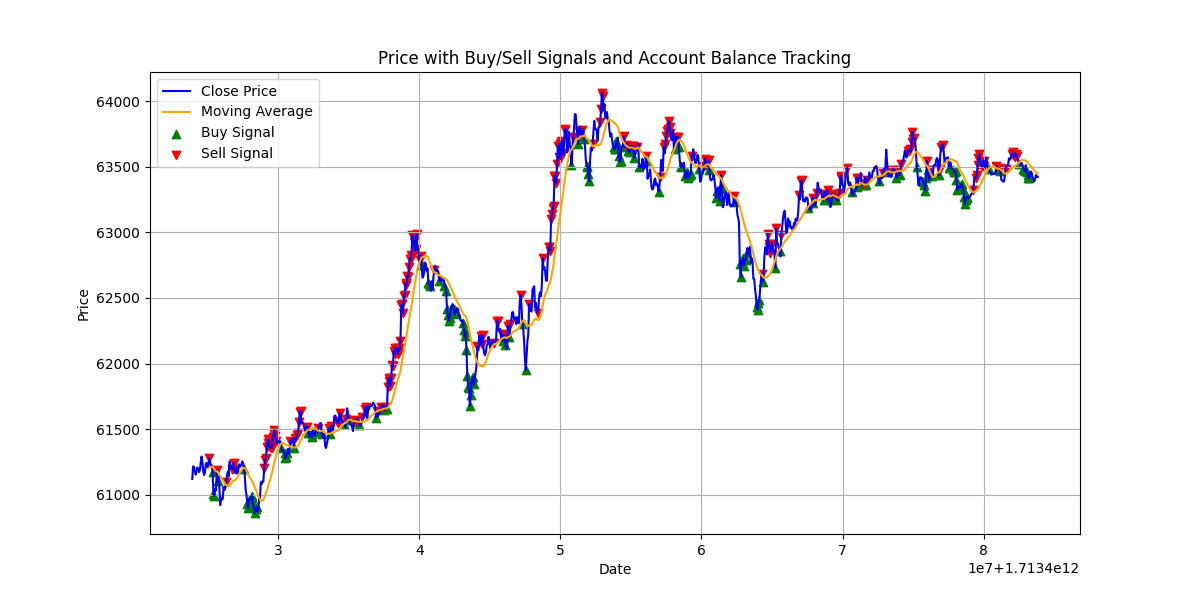 Price with Buy/Sell Signals and Account Balance Tracking
Close Price
Moving Average
Buy Signal
Sell Signal
64000
63500
63000
62500
62000
61500
61000
Price
3 4 5 6 7 8
1e7+1.7134e12
Date